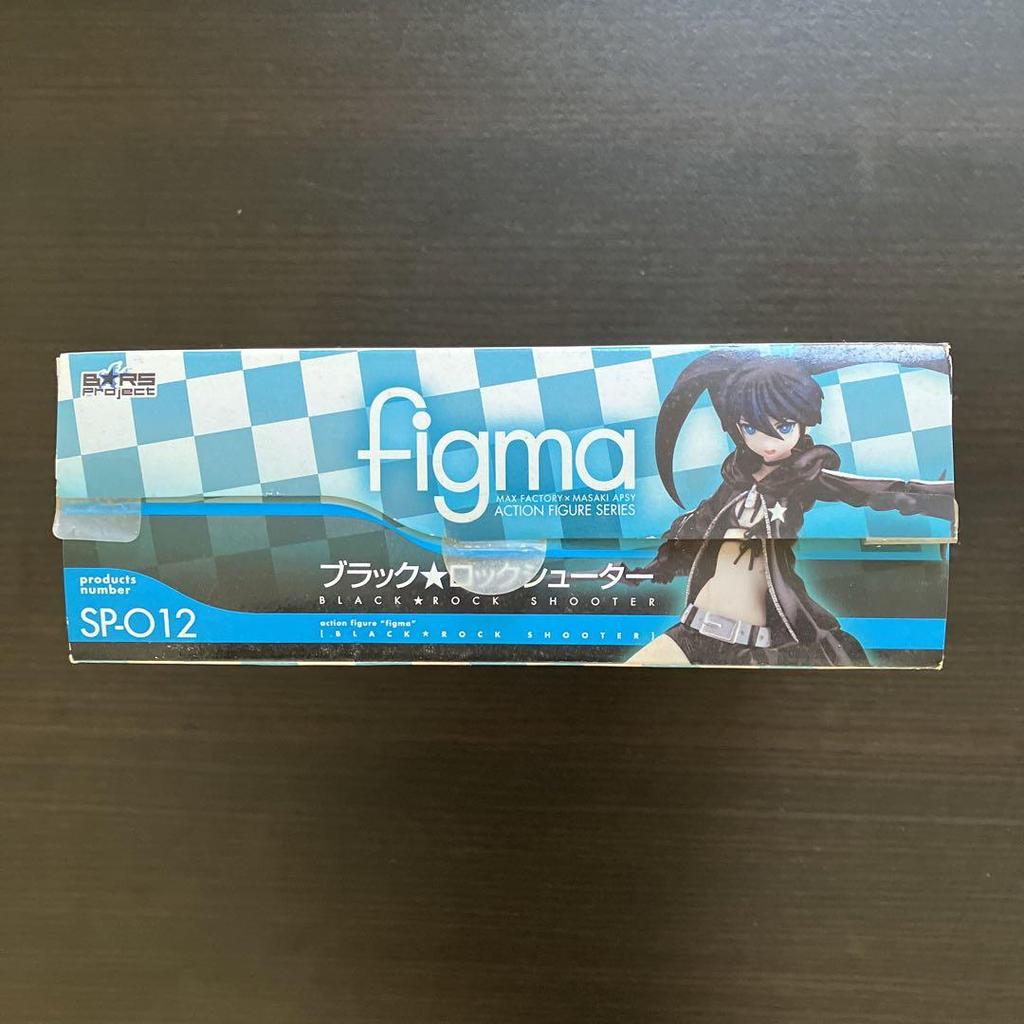 B★RS
Project
figma
MAX FACTORY × MASAKI APSY
ACTION FIGURE SERIES
ブラック★ロックシューター
BLACK★ROCK SHOOTER
products
number
SP-012
action figure "figma"
[.BLACK★ROCK SHOOTER]